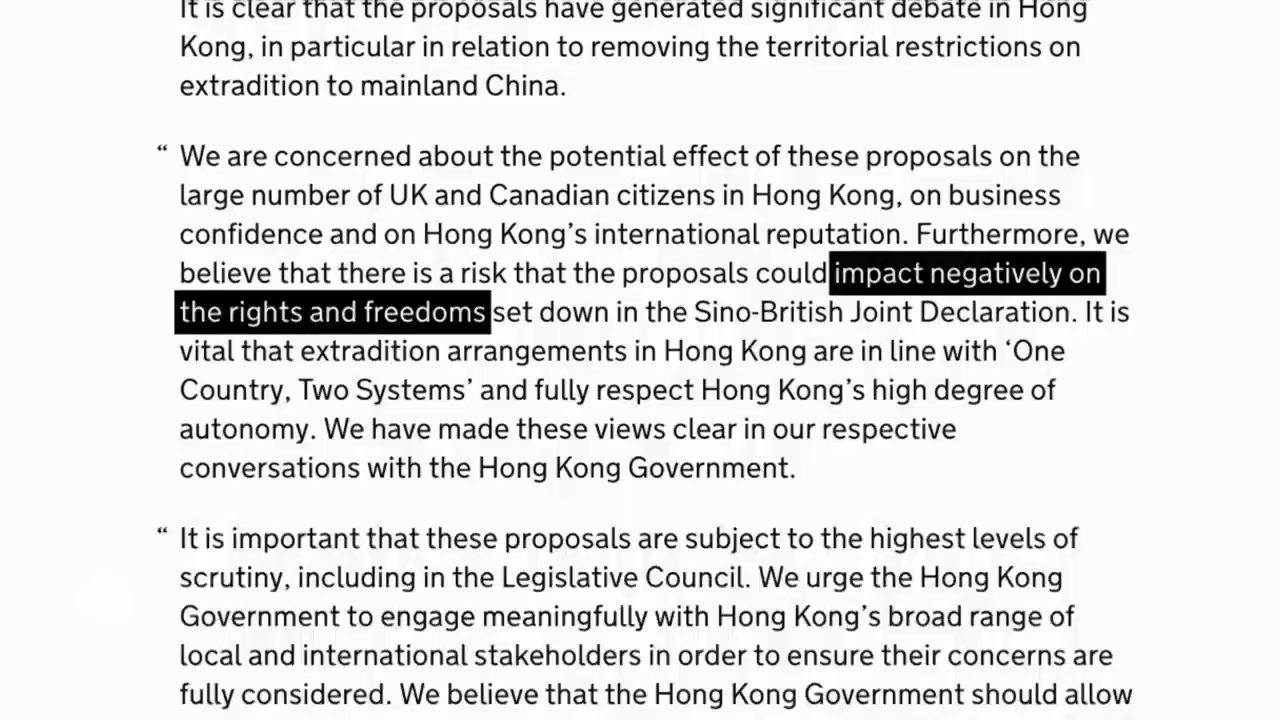 It is clear that the proposals have generated significant debate in Hong
Kong, in particular in relation to removing the territorial restrictions on
extradition to mainland China.
“ We are concerned about the potential effect of these proposals on the
large number of UK and Canadian citizens in Hong Kong, on business
confidence and on Hong Kong’s international reputation. Furthermore, we
believe that there is a risk that the proposals could impact negatively on
the rights and freedoms set down in the Sino-British Joint Declaration. It is
vital that extradition arrangements in Hong Kong are in line with ‘One
Country, Two Systems’ and fully respect Hong Kong’s high degree of
autonomy. We have made these views clear in our respective
conversations with the Hong Kong Government.
“ It is important that these proposals are subject to the highest levels of
scrutiny, including in the Legislative Council. We urge the Hong Kong
Government to engage meaningfully with Hong Kong’s broad range of
local and international stakeholders in order to ensure their concerns are
fully considered. We believe that the Hong Kong Government should allow